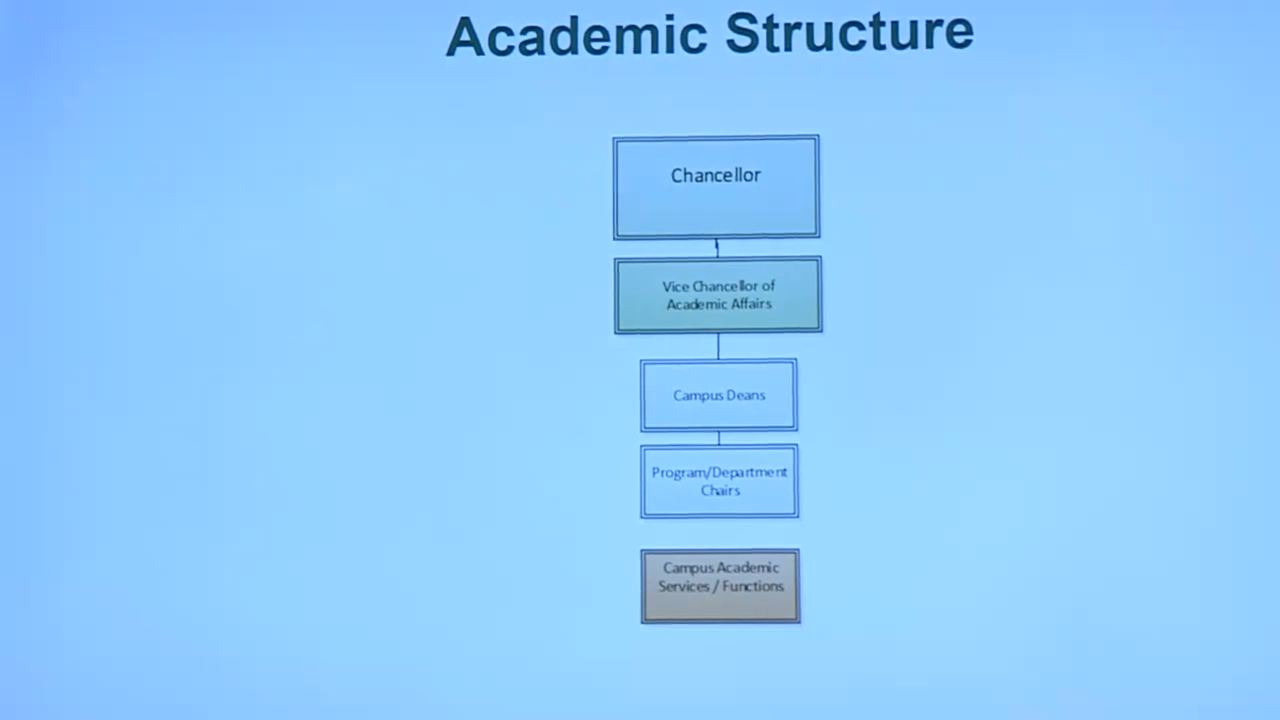 Academic Structure
Chancellor
Vice Chancellor of
Academic Affairs
Campus Deans
Program/Department
Chairs
Campus Academic
Services / Functions